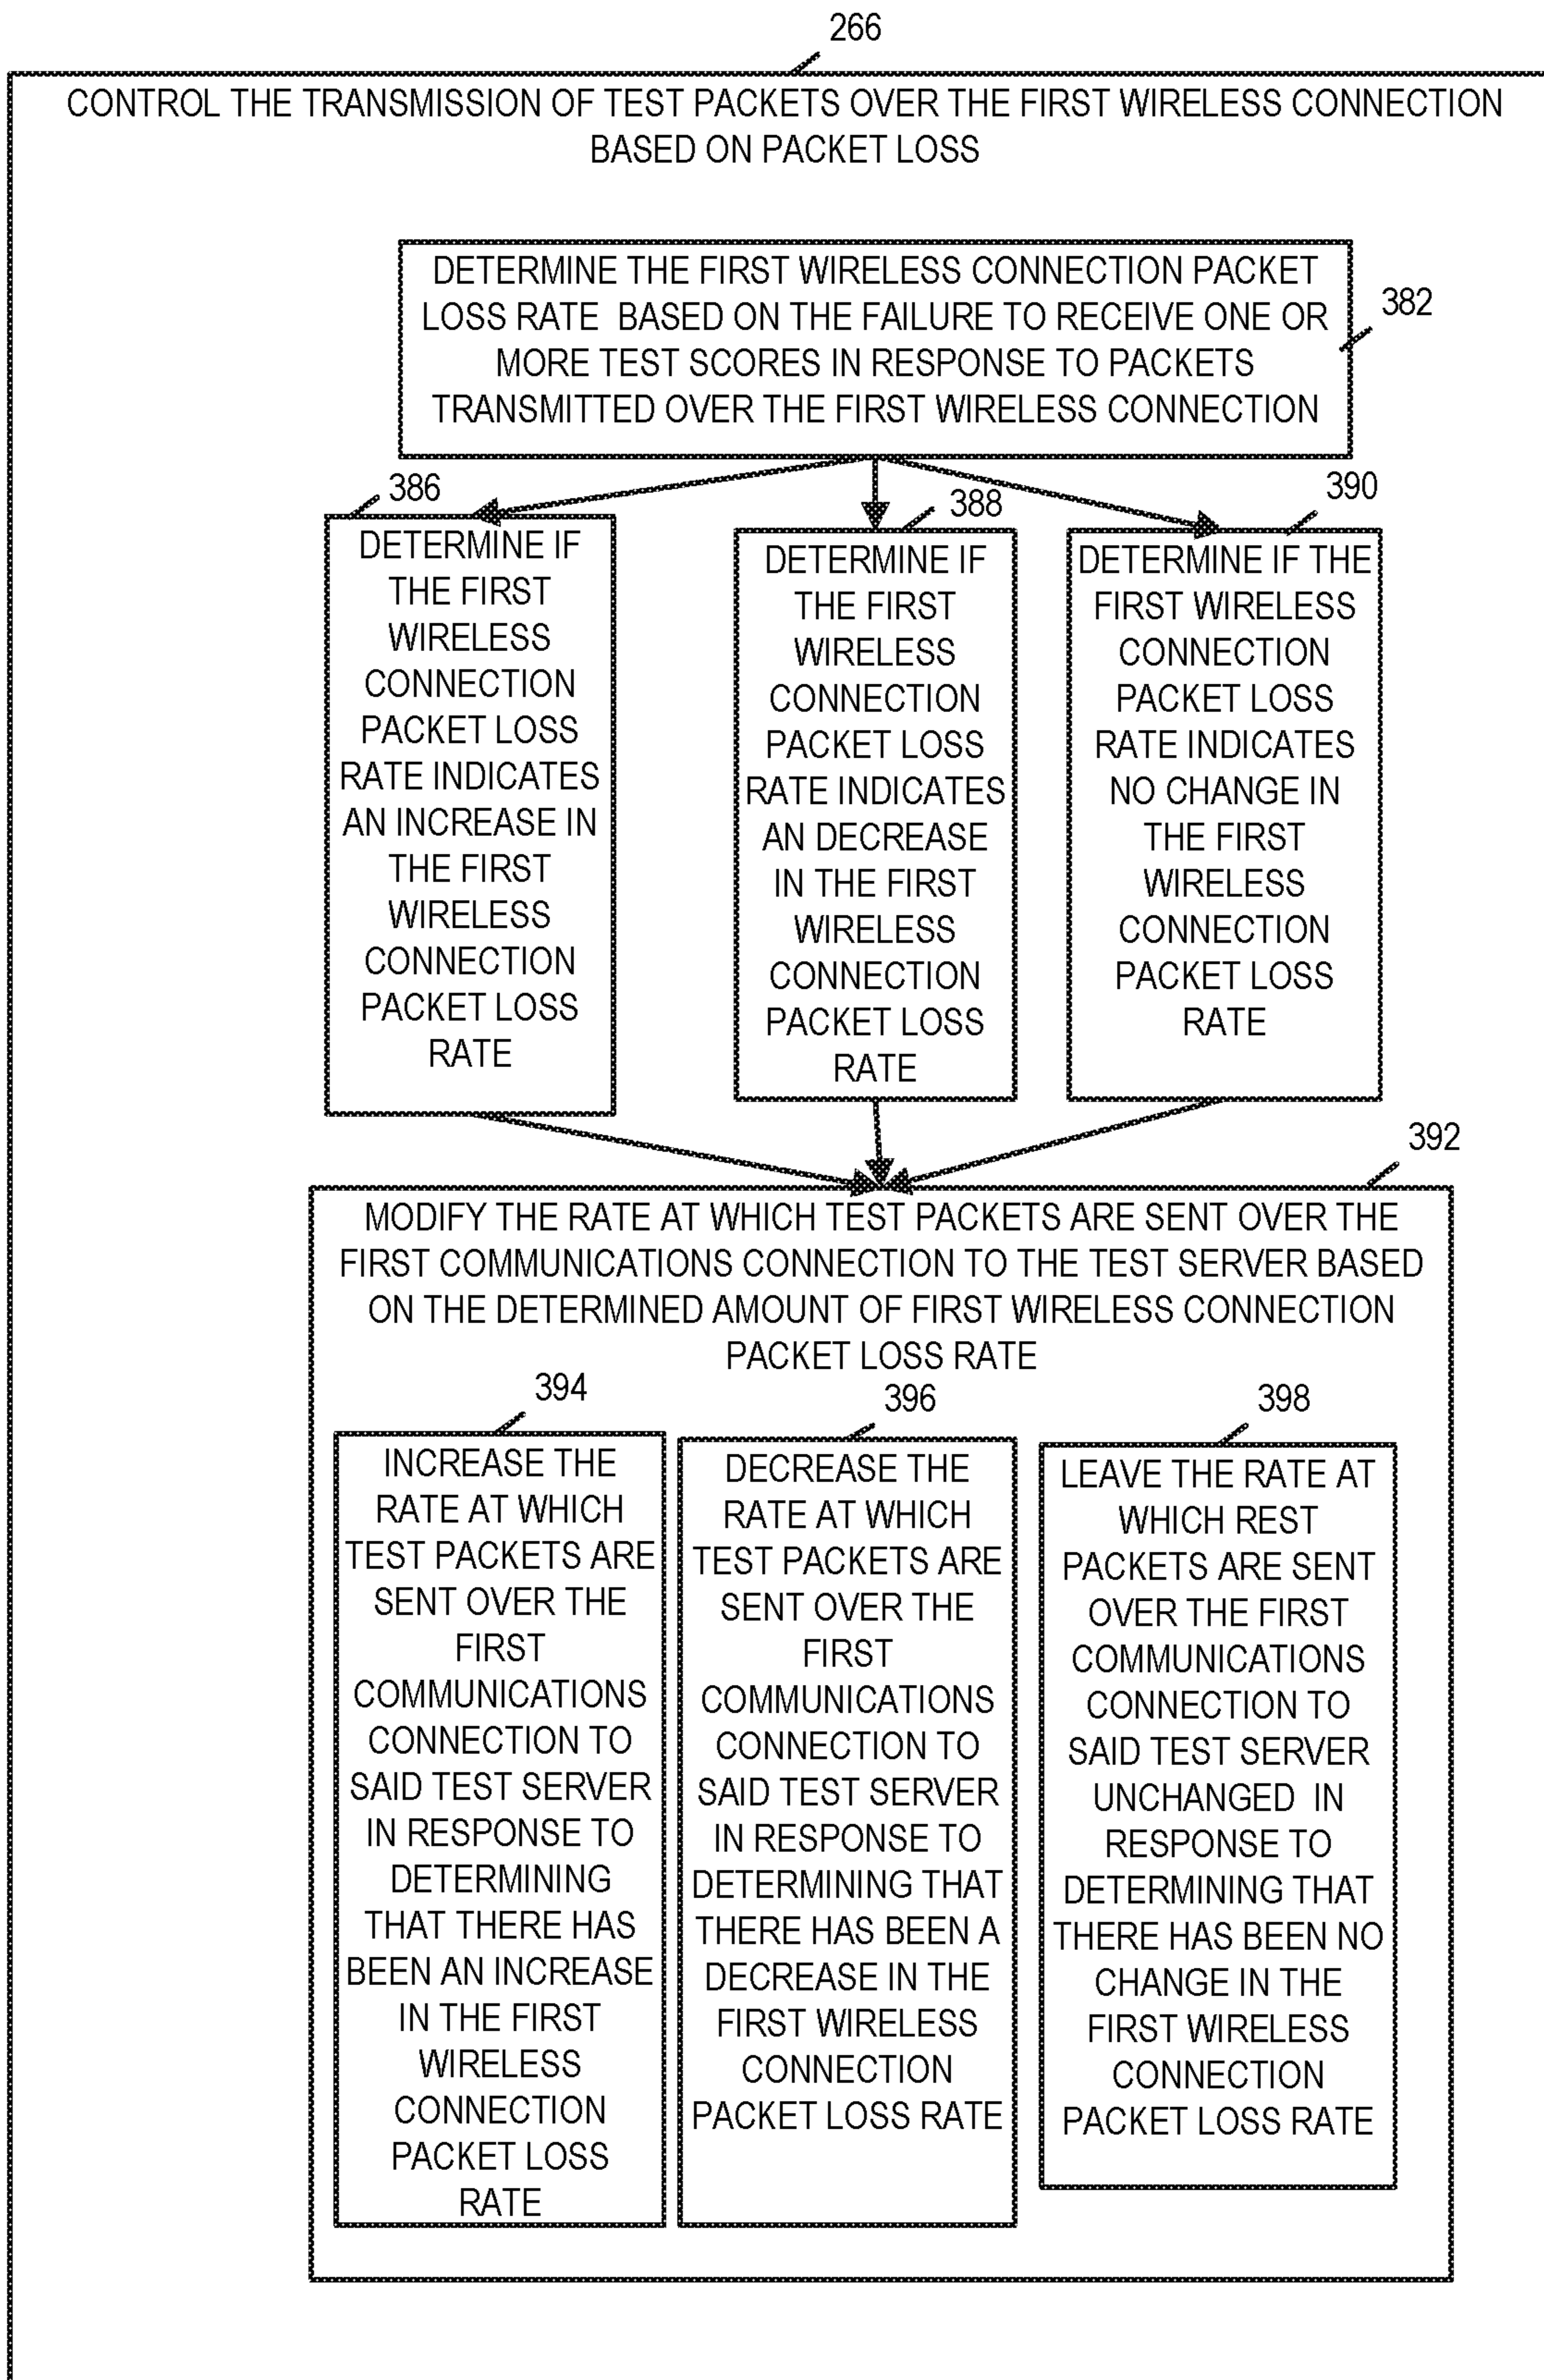 266
CONTROL THE TRANSMISSION OF TEST PACKETS OVER THE FIRST WIRELESS CONNECTION
BASED ON PACKET LOSS
DETERMINE THE FIRST WIRELESS CONNECTION PACKET
LOSS RATE BASED ON THE FAILURE TO RECEIVE ONE OR
MORE TEST SCORES IN RESPONSE TO PACKETS
TRANSMITTED OVER THE FIRST WIRELESS CONNECTION
382
386
DETERMINE IF
THE FIRST
WIRELESS
CONNECTION
PACKET LOSS
RATE INDICATES
AN INCREASE IN
THE FIRST
WIRELESS
CONNECTION
PACKET LOSS
RATE
388
DETERMINE IF
THE FIRST
WIRELESS
CONNECTION
PACKET LOSS
RATE INDICATES
AN DECREASE
IN THE FIRST
WIRELESS
CONNECTION
PACKET LOSS
RATE
390
DETERMINE IF THE
FIRST WIRELESS
CONNECTION
PACKET LOSS
RATE INDICATES
NO CHANGE IN
THE FIRST
WIRELESS
CONNECTION
PACKET LOSS
RATE
392
MODIFY THE RATE AT WHICH TEST PACKETS ARE SENT OVER THE
FIRST COMMUNICATIONS CONNECTION TO THE TEST SERVER BASED
ON THE DETERMINED AMOUNT OF FIRST WIRELESS CONNECTION
PACKET LOSS RATE
394
INCREASE THE
RATE AT WHICH
TEST PACKETS ARE
SENT OVER THE
FIRST
COMMUNICATIONS
CONNECTION TO
SAID TEST SERVER
IN RESPONSE TO
DETERMINING
THAT THERE HAS
BEEN AN INCREASE
IN THE FIRST
WIRELESS
CONNECTION
PACKET LOSS
RATE
396
DECREASE THE
RATE AT WHICH
TEST PACKETS ARE
SENT OVER THE
FIRST
COMMUNICATIONS
CONNECTION TO
SAID TEST SERVER
IN RESPONSE TO
DETERMINING THAT
THERE HAS BEEN A
DECREASE IN THE
FIRST WIRELESS
CONNECTION
PACKET LOSS RATE
398
LEAVE THE RATE AT
WHICH REST
PACKETS ARE SENT
OVER THE FIRST
COMMUNICATIONS
CONNECTION TO
SAID TEST SERVER
UNCHANGED IN
RESPONSE TO
DETERMINING THAT
THERE HAS BEEN NO
CHANGE IN THE
FIRST WIRELESS
CONNECTION
PACKET LOSS RATE